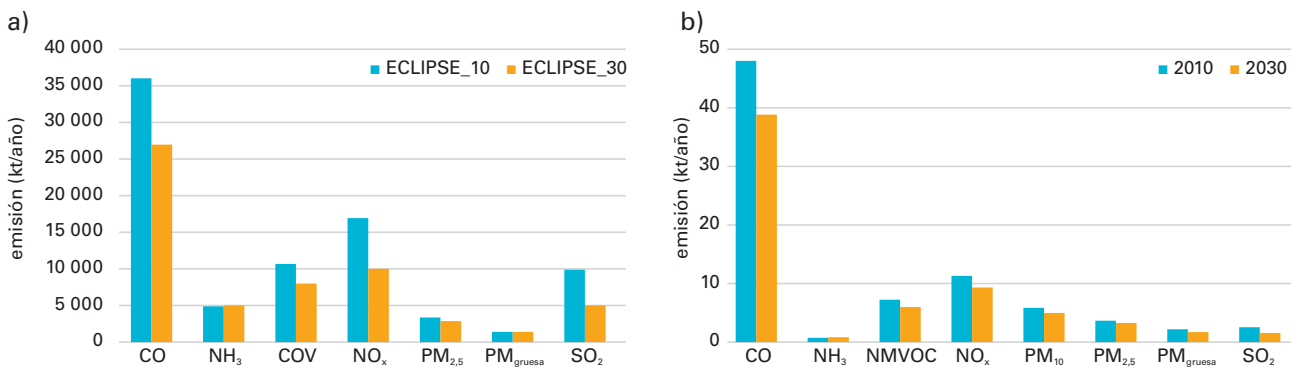 a)
40 000
35 000
30 000
25 000
20 000
15 000
10 000
5 000
0
emisión (kt/año)
ECLIPSE_10 ECLIPSE_30
CO NH₃ COV NOₓ PM₂,₅ PMgruesa SO₂
b)
50
40
30
20
10
0
emisión (kt/año)
2010 2030
CO NH₃ NMVOC NOₓ PM₁₀ PM₂,₅ PMgruesa SO₂